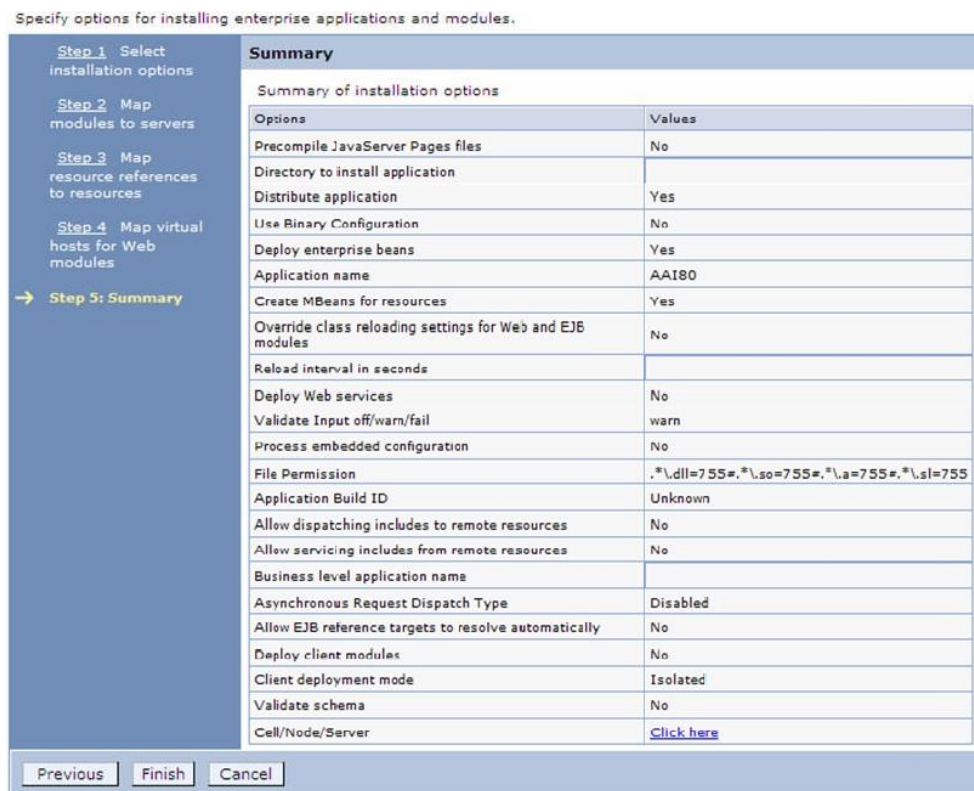 Specify options for installing enterprise applications and modules.
Step 1 Select
installation options
Step 2 Map
modules to servers
Step 3 Map
resource references
to resources
Step 4 Map virtual
hosts for Web
modules
Step 5: Summary
Summary
Summary of installation options
Options Values
Precompile JavaServer Pages files No
Directory to install application
Distribute application Yes
Use Binary Configuration No
Deploy enterprise beans Yes
Application name AAI80
Create MBeans for resources Yes
Override class reloading settings for Web and EJB
modules No
Reload interval in seconds
Deploy Web services No
Validate Input off/warn/fail warn
Process embedded configuration No
File Permission .*\.dll=755#.*\.so=755#.*\.a=755#.*\.sl=755
Application Build ID Unknown
Allow dispatching includes to remote resources No
Allow servicing includes from remote resources No
Business level application name
Asynchronous Request Dispatch Type Disabled
Allow EJB reference targets to resolve automatically No
Deploy client modules No
Client deployment mode Isolated
Validate schema No
Cell/Node/Server Click here
Previous Finish Cancel